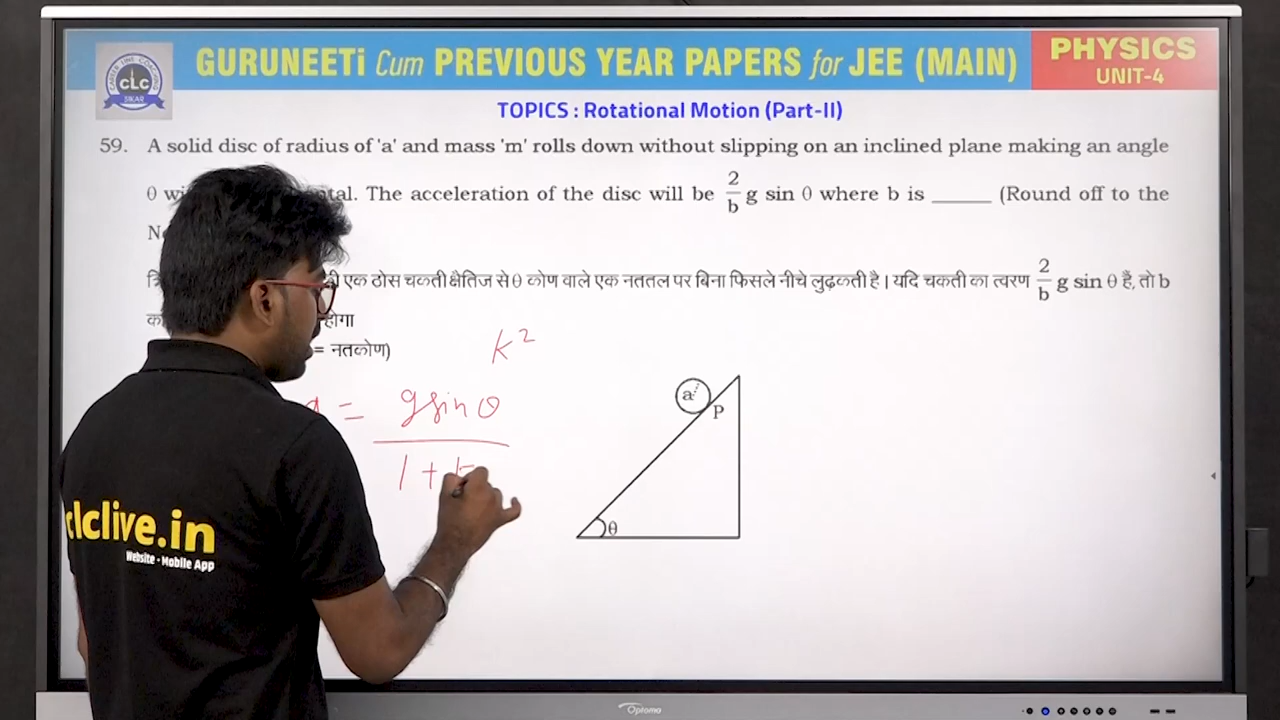 GURUNEETi Cum PREVIOUS YEAR PAPERS for JEE (MAIN)
PHYSICS
UNIT-4
CLC
SIKAR
TOPICS : Rotational Motion (Part-II)
59. A solid disc of radius of 'a' and mass 'm' rolls down without slipping on an inclined plane making an angle
θ The acceleration of the disc will be 2/b g sin θ where b is ______ (Round off to the
एक ठोस चकती क्षैतिज से θ कोण वाले एक नततल पर बिना फिसले नीचे लुढ़कती है। यदि चकती का त्वरण 2/b g sin θ हैं, तो b
होगा
= नतकोण)
K²
= g sin θ
1 +
a
P
θ
clclive.in
Website • Mobile App
Optoma